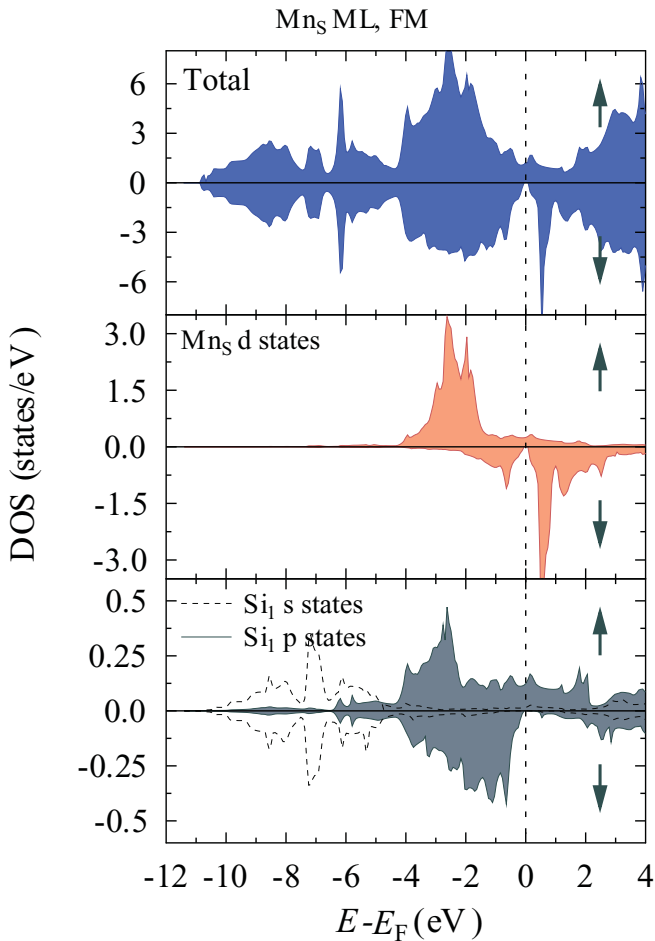 Mn_S ML, FM
Total
6
3
0
-3
-6
Mn_S d states
3.0
1.5
0.0
-1.5
-3.0
Si_1 s states
Si_1 p states
0.5
0.25
0.0
-0.25
-0.5
-12 -10 -8 -6 -4 -2 0 2 4
E-E_F (eV)
DOS (states/eV)